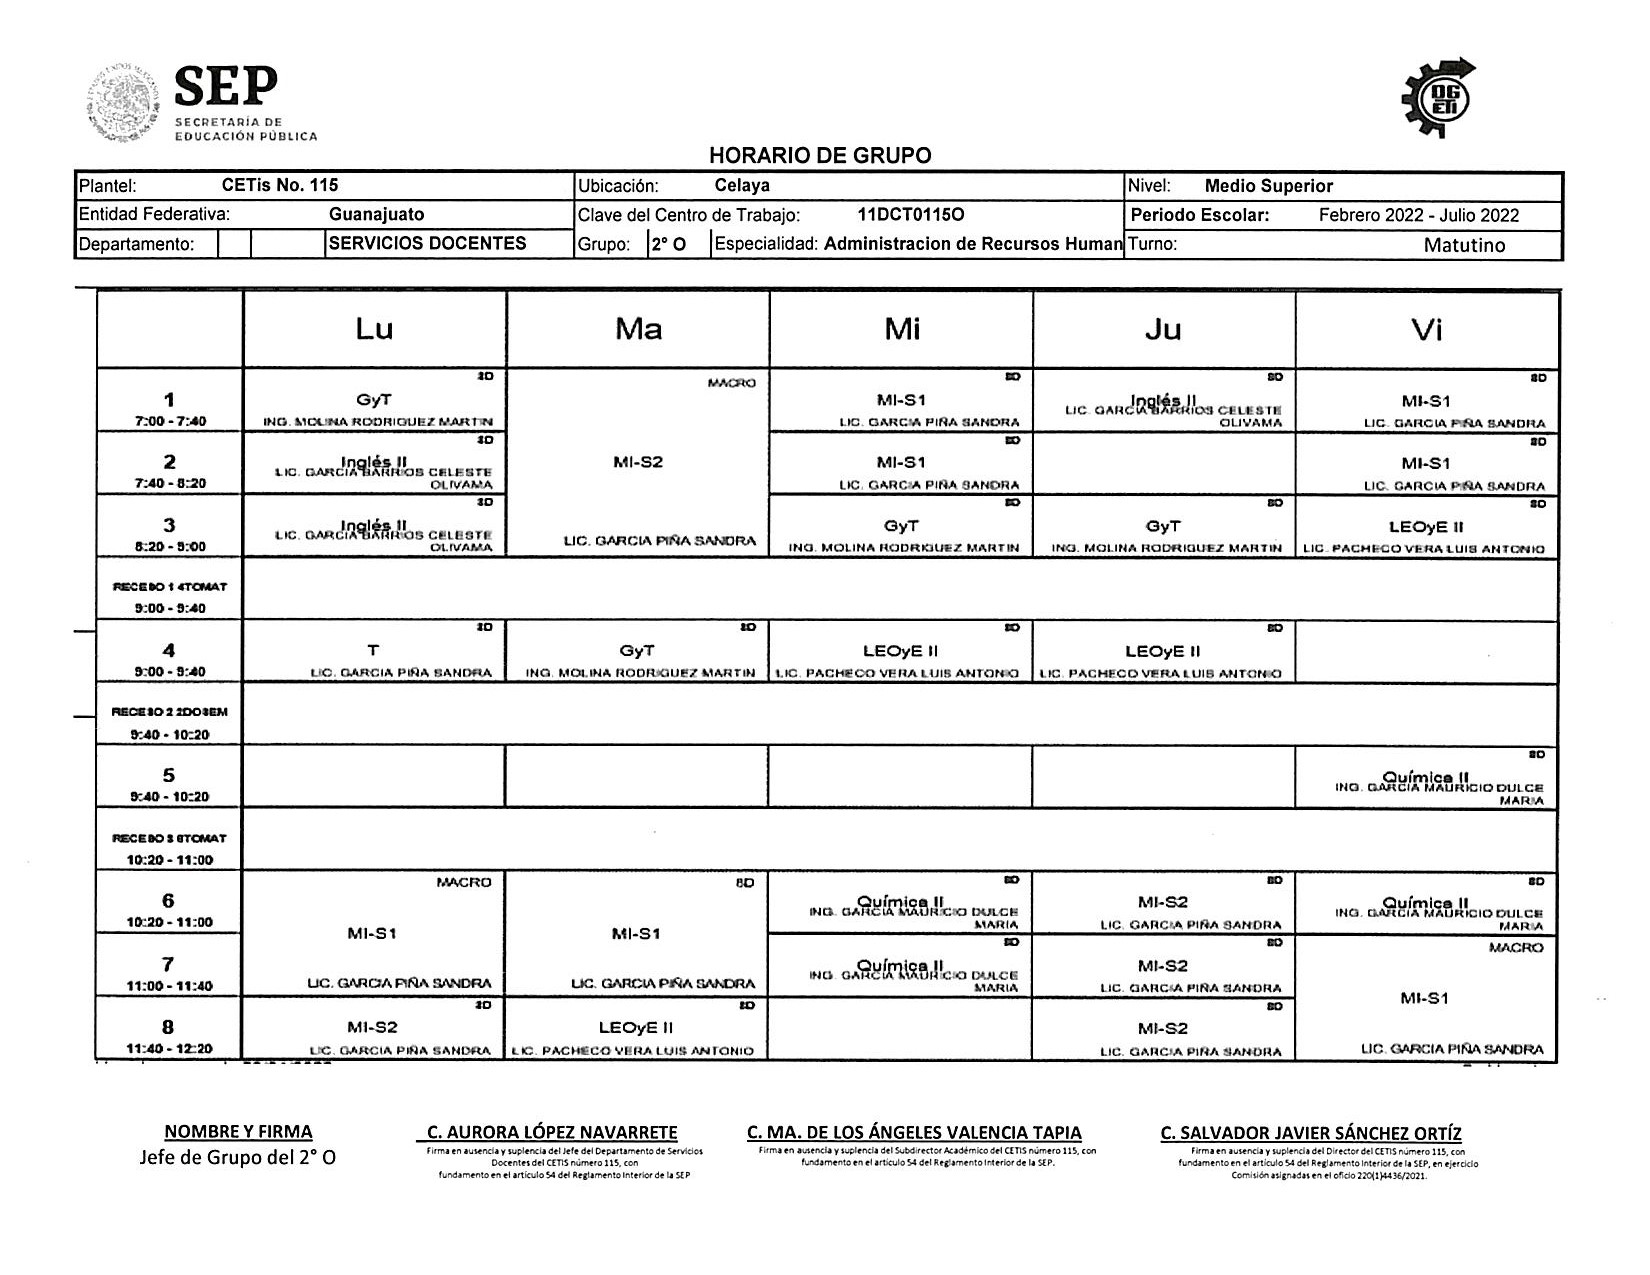 SEP
SECRETARÍA DE
EDUCACIÓN PÚBLICA
DG
ETI
HORARIO DE GRUPO
Plantel: CETis No. 115 Ubicación: Celaya Nivel: Medio Superior
Entidad Federativa: Guanajuato Clave del Centro de Trabajo: 11DCT0115O Periodo Escolar: Febrero 2022 - Julio 2022
Departamento: SERVICIOS DOCENTES Grupo: 2° O Especialidad: Administracion de Recursos Human Turno: Matutino
Lu Ma Mi Ju Vi
8D MACRO 8D 8D 8D
1 GyT MI-S1 Inglés II MI-S1
7:00 - 7:40 ING. MOLINA RODRIGUEZ MARTIN LIC. GARCIA PIÑA SANDRA LIC. GARCIA BARRIOS CELESTE OLIVAMA LIC. GARCIA PIÑA SANDRA
8D 8D 8D
2 Inglés II MI-S2 MI-S1 MI-S1
7:40 - 8:20 LIC. GARCIA BARRIOS CELESTE OLIVAMA LIC. GARCIA PIÑA SANDRA LIC. GARCIA PIÑA SANDRA
8D 8D 8D 8D
3 Inglés II GyT GyT LEOyE II
8:20 - 9:00 LIC. GARCIA BARRIOS CELESTE OLIVAMA LIC. GARCIA PIÑA SANDRA ING. MOLINA RODRIGUEZ MARTIN ING. MOLINA RODRIGUEZ MARTIN LIC. PACHECO VERA LUIS ANTONIO
RECESO 1 4TOMAT
9:00 - 9:40
8D 8D 8D 8D
4 T GyT LEOyE II LEOyE II
9:00 - 9:40 LIC. GARCIA PIÑA SANDRA ING. MOLINA RODRIGUEZ MARTIN LIC. PACHECO VERA LUIS ANTONIO LIC. PACHECO VERA LUIS ANTONIO
RECESO 2 2DOSEM
9:40 - 10:20
8D
5 Química II
9:40 - 10:20 ING. GARCIA MAURICIO DULCE MARIA
RECESO 3 6TOMAT
10:20 - 11:00
MACRO 8D 8D 8D 8D
6 Química II MI-S2 Química II
10:20 - 11:00 ING. GARCIA MAURICIO DULCE MARIA LIC. GARCIA PIÑA SANDRA ING. GARCIA MAURICIO DULCE MARIA
MI-S1 MI-S1 8D 8D MACRO
7 Química II MI-S2
11:00 - 11:40 LIC. GARCIA PIÑA SANDRA LIC. GARCIA PIÑA SANDRA ING. GARCIA MAURICIO DULCE MARIA LIC. GARCIA PIÑA SANDRA MI-S1
8D 8D 8D
8 MI-S2 LEOyE II MI-S2
11:40 - 12:20 LIC. GARCIA PIÑA SANDRA LIC. PACHECO VERA LUIS ANTONIO LIC. GARCIA PIÑA SANDRA LIC. GARCIA PIÑA SANDRA
NOMBRE Y FIRMA
Jefe de Grupo del 2° O
C. AURORA LÓPEZ NAVARRETE
Firma en ausencia y suplencia del Jefe del Departamento de Servicios
Docentes del CETIS número 115, con
fundamento en el artículo 54 del Reglamento Interior de la SEP
C. MA. DE LOS ÁNGELES VALENCIA TAPIA
Firma en ausencia y suplencia del Subdirector Académico del CETIS número 115, con
fundamento en el artículo 54 del Reglamento Interior de la SEP.
C. SALVADOR JAVIER SÁNCHEZ ORTÍZ
Firma en ausencia y suplencia del Director del CETIS número 115, con
fundamento en el artículo 54 del Reglamento Interior de la SEP, en ejercicio
Comisión asignadas en el oficio 220(1)4436/2021.